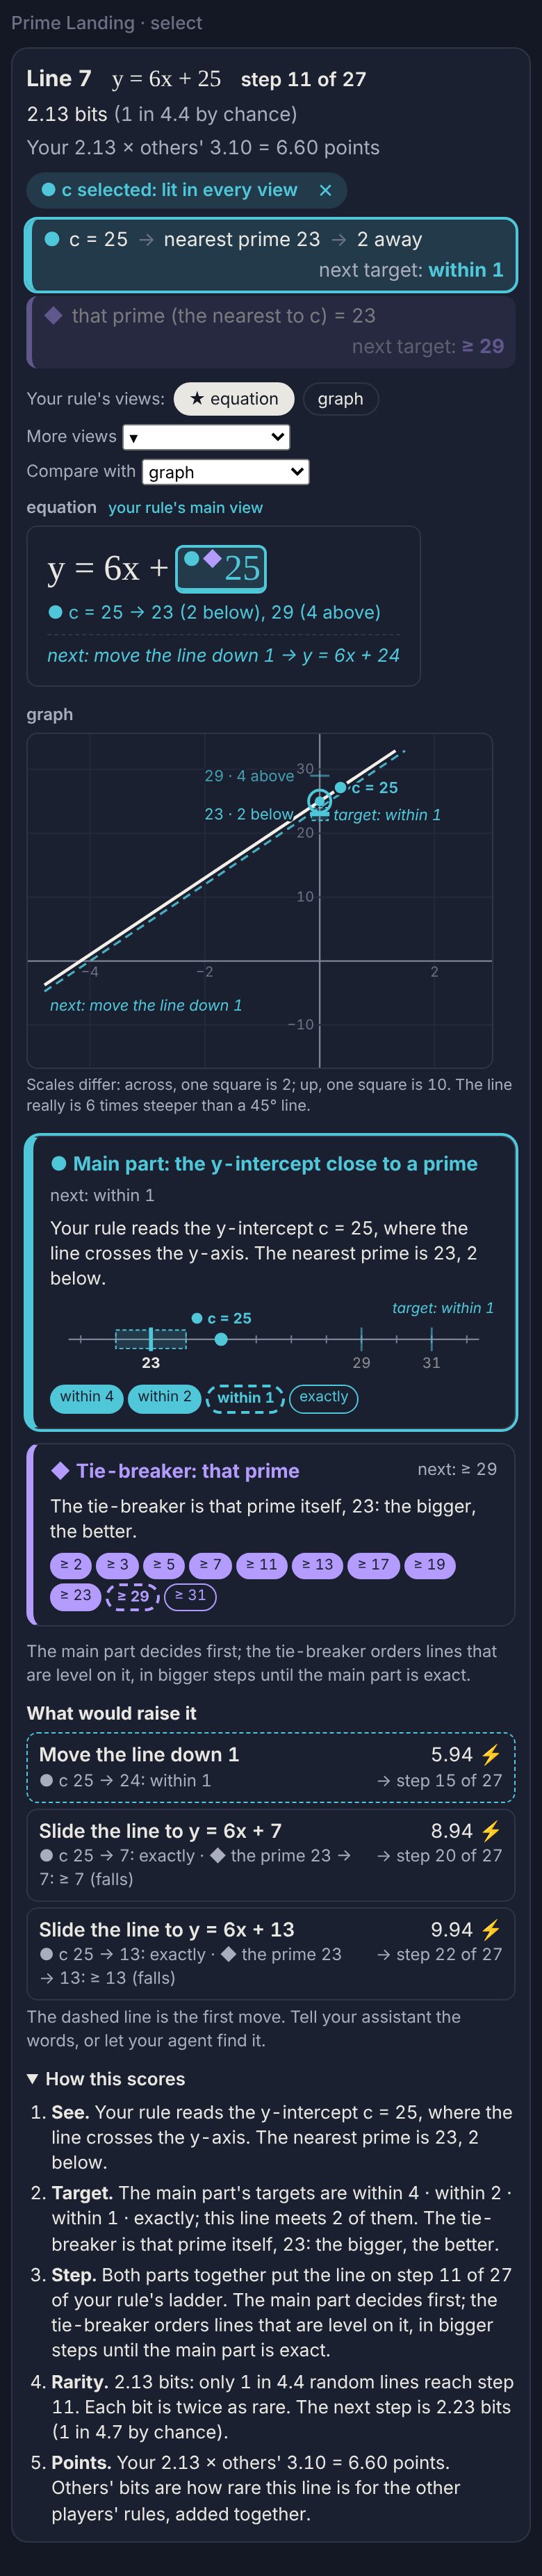 Prime Landing · select
Line 7 y = 6x + 25 step 11 of 27
2.13 bits (1 in 4.4 by chance)
Your 2.13 × others' 3.10 = 6.60 points
● c selected: lit in every view ✕
● c = 25 → nearest prime 23 → 2 away
next target: within 1
◆ that prime (the nearest to c) = 23
next target: ≥ 29
Your rule's views: ★ equation graph
More views ▾
Compare with graph
equation your rule's main view
y = 6x + ●◆25
● c = 25 → 23 (2 below), 29 (4 above)
next: move the line down 1 → y = 6x + 24
graph
29 · 4 above 30
● c = 25
23 · 2 below target: within 1
20
10
−4 −2 2
next: move the line down 1
−10
Scales differ: across, one square is 2; up, one square is 10. The line
really is 6 times steeper than a 45° line.
● Main part: the y-intercept close to a prime
next: within 1
Your rule reads the y-intercept c = 25, where the
line crosses the y-axis. The nearest prime is 23, 2
below.
target: within 1
● c = 25
23 29 31
within 4 within 2 within 1 exactly
◆ Tie-breaker: that prime next: ≥ 29
The tie-breaker is that prime itself, 23: the bigger,
the better.
≥ 2 ≥ 3 ≥ 5 ≥ 7 ≥ 11 ≥ 13 ≥ 17 ≥ 19
≥ 23 ≥ 29 ≥ 31
The main part decides first; the tie-breaker orders lines that
are level on it, in bigger steps until the main part is exact.
What would raise it
Move the line down 1 5.94 ⚡
● c 25 → 24: within 1 → step 15 of 27
Slide the line to y = 6x + 7 8.94 ⚡
● c 25 → 7: exactly · ◆ the prime 23 → → step 20 of 27
7: ≥ 7 (falls)
Slide the line to y = 6x + 13 9.94 ⚡
● c 25 → 13: exactly · ◆ the prime 23 → step 22 of 27
→ 13: ≥ 13 (falls)
The dashed line is the first move. Tell your assistant the
words, or let your agent find it.
▼ How this scores
1. See. Your rule reads the y-intercept c = 25, where the
line crosses the y-axis. The nearest prime is 23, 2
below.
2. Target. The main part's targets are within 4 · within 2 ·
within 1 · exactly; this line meets 2 of them. The tie-
breaker is that prime itself, 23: the bigger, the better.
3. Step. Both parts together put the line on step 11 of 27
of your rule's ladder. The main part decides first; the
tie-breaker orders lines that are level on it, in bigger
steps until the main part is exact.
4. Rarity. 2.13 bits: only 1 in 4.4 random lines reach step
11. Each bit is twice as rare. The next step is 2.23 bits
(1 in 4.7 by chance).
5. Points. Your 2.13 × others' 3.10 = 6.60 points.
Others' bits are how rare this line is for the other
players' rules, added together.